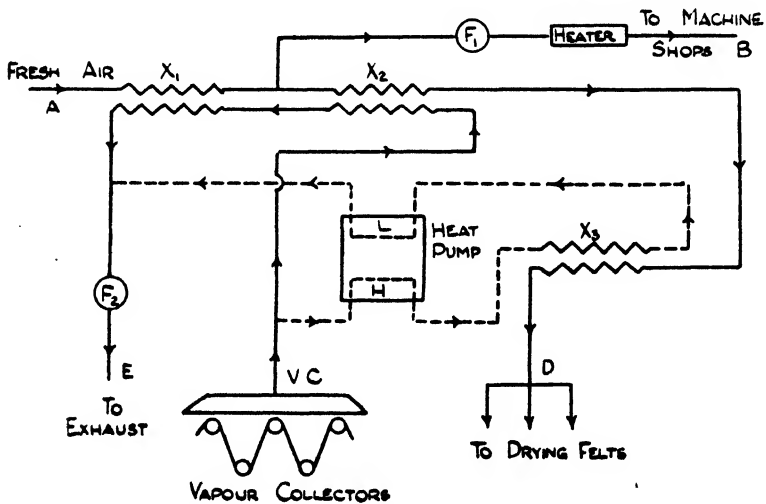 TO MACHINE
SHOPS B
F1
HEATER
FRESH AIR
A
X1
X2
L
HEAT
PUMP
H
X3
F2
E
TO
EXHAUST
VC
D
TO DRYING FELTS
VAPOUR COLLECTORS